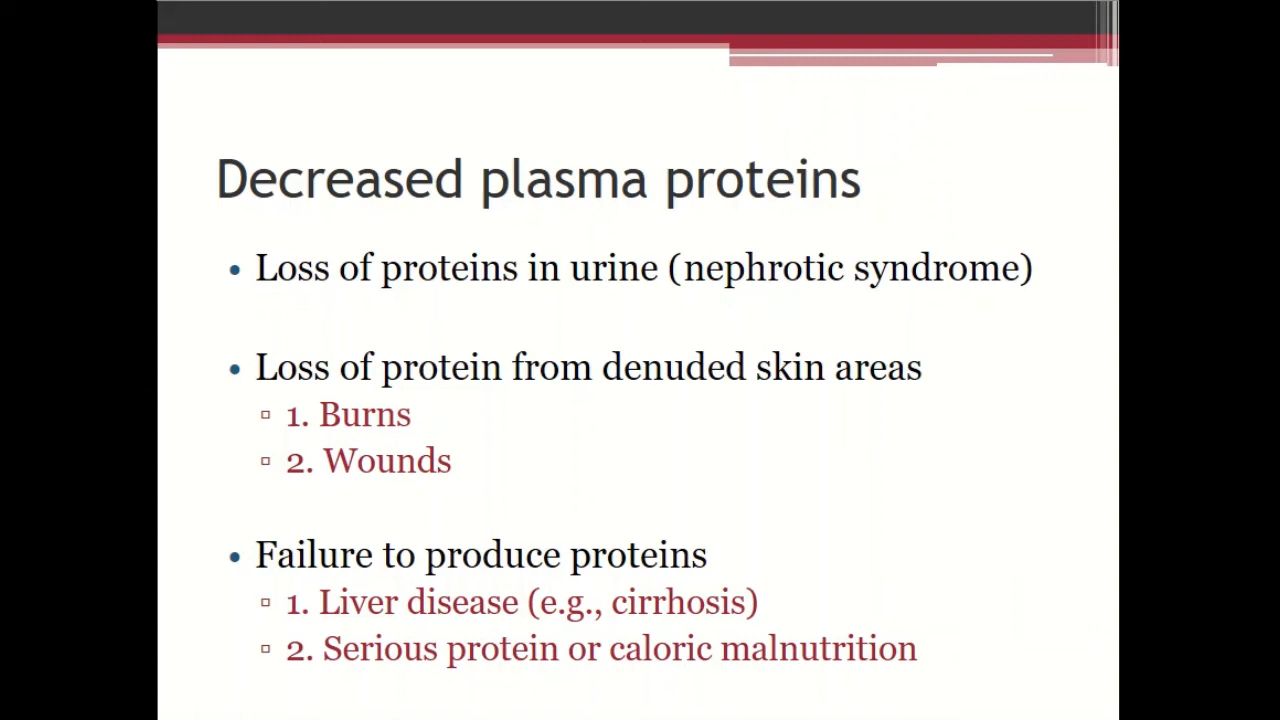 Decreased plasma proteins
• Loss of proteins in urine (nephrotic syndrome)
• Loss of protein from denuded skin areas
▫ 1. Burns
▫ 2. Wounds
• Failure to produce proteins
▫ 1. Liver disease (e.g., cirrhosis)
▫ 2. Serious protein or caloric malnutrition